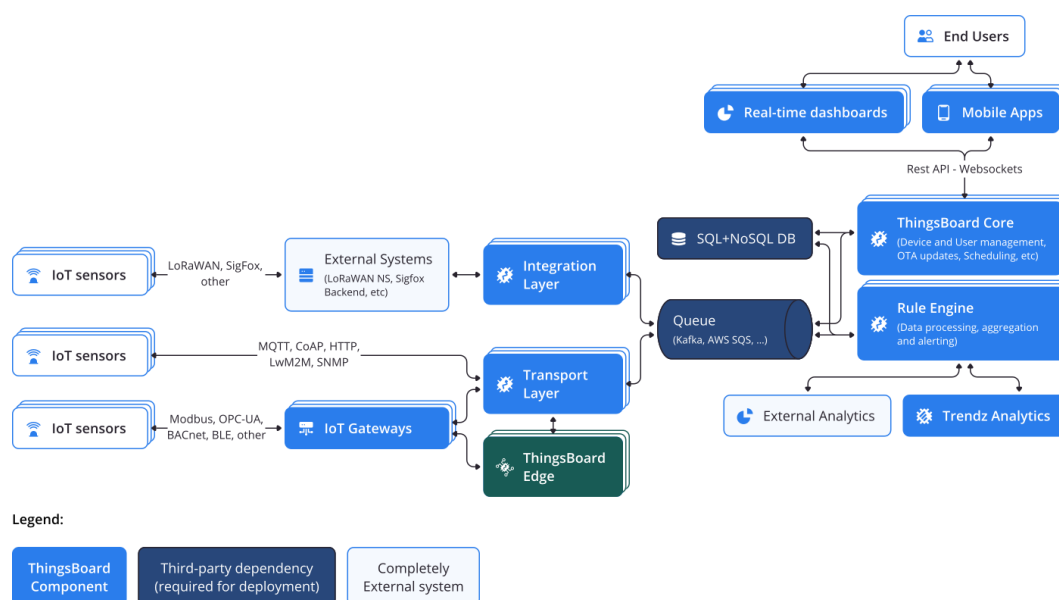 End Users
Real-time dashboards
Mobile Apps
Rest API - Websockets
SQL+NoSQL DB
ThingsBoard Core
(Device and User management,
OTA updates, Scheduling, etc)
IoT sensors
LoRaWAN, SigFox,
other
External Systems
(LoRaWAN NS, Sigfox
Backend, etc)
Integration
Layer
Queue
(Kafka, AWS SQS, ...)
Rule Engine
(Data processing, aggregation
and alerting)
IoT sensors
MQTT, CoAP, HTTP,
LwM2M, SNMP
Transport
Layer
IoT sensors
Modbus, OPC-UA,
BACnet, BLE, other
IoT Gateways
External Analytics
Trendz Analytics
ThingsBoard
Edge
Legend:
ThingsBoard
Component
Third-party dependency
(required for deployment)
Completely
External system